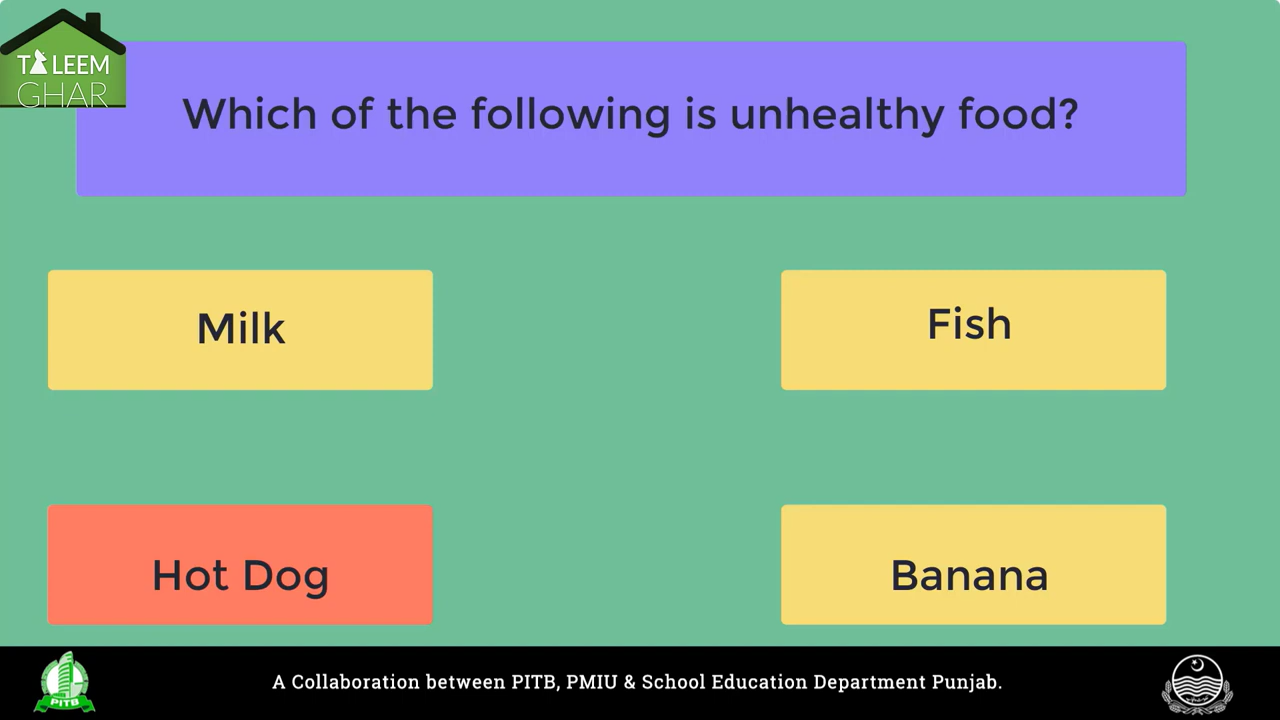 TALEEM
GHAR
Which of the following is unhealthy food?
Milk
Fish
Hot Dog
Banana
PITB
A Collaboration between PITB, PMIU & School Education Department Punjab.